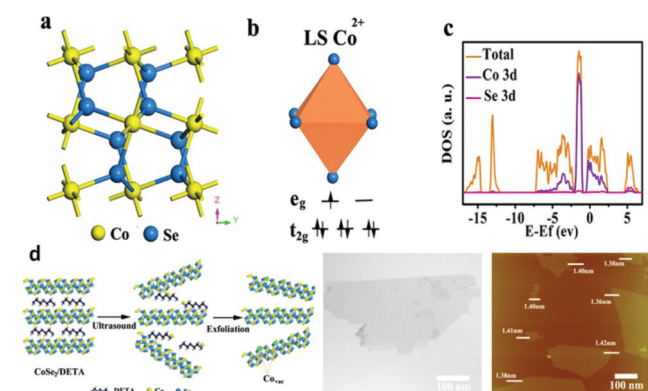 a
Co Se
Z
Y
b
LS Co2+
eg
t2g
c
Total
Co 3d
Se 3d
DOS (a. u.)
-15 -10 -5 0 5
E-Ef (ev)
d
Ultrasound
Exfoliation
CoSe2/DETA
Covac
DETA Co
100 nm
1.38nm
1.40nm
1.40nm
1.36nm
1.41nm
1.42nm
1.38nm
100 nm